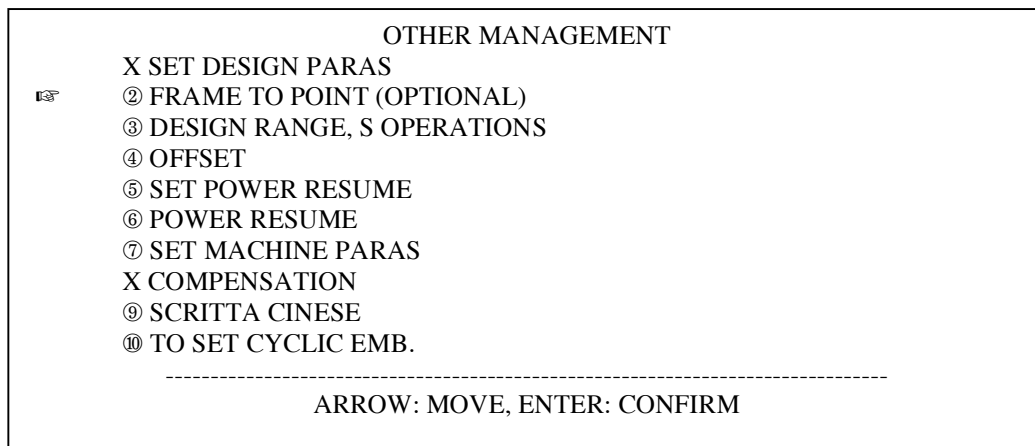 OTHER MANAGEMENT
X SET DESIGN PARAS
☞ ② FRAME TO POINT (OPTIONAL)
③ DESIGN RANGE, S OPERATIONS
④ OFFSET
⑤ SET POWER RESUME
⑥ POWER RESUME
⑦ SET MACHINE PARAS
X COMPENSATION
⑨ SCRITTA CINESE
⑩ TO SET CYCLIC EMB.
--------------------------------------------------------------------------------
ARROW: MOVE, ENTER: CONFIRM